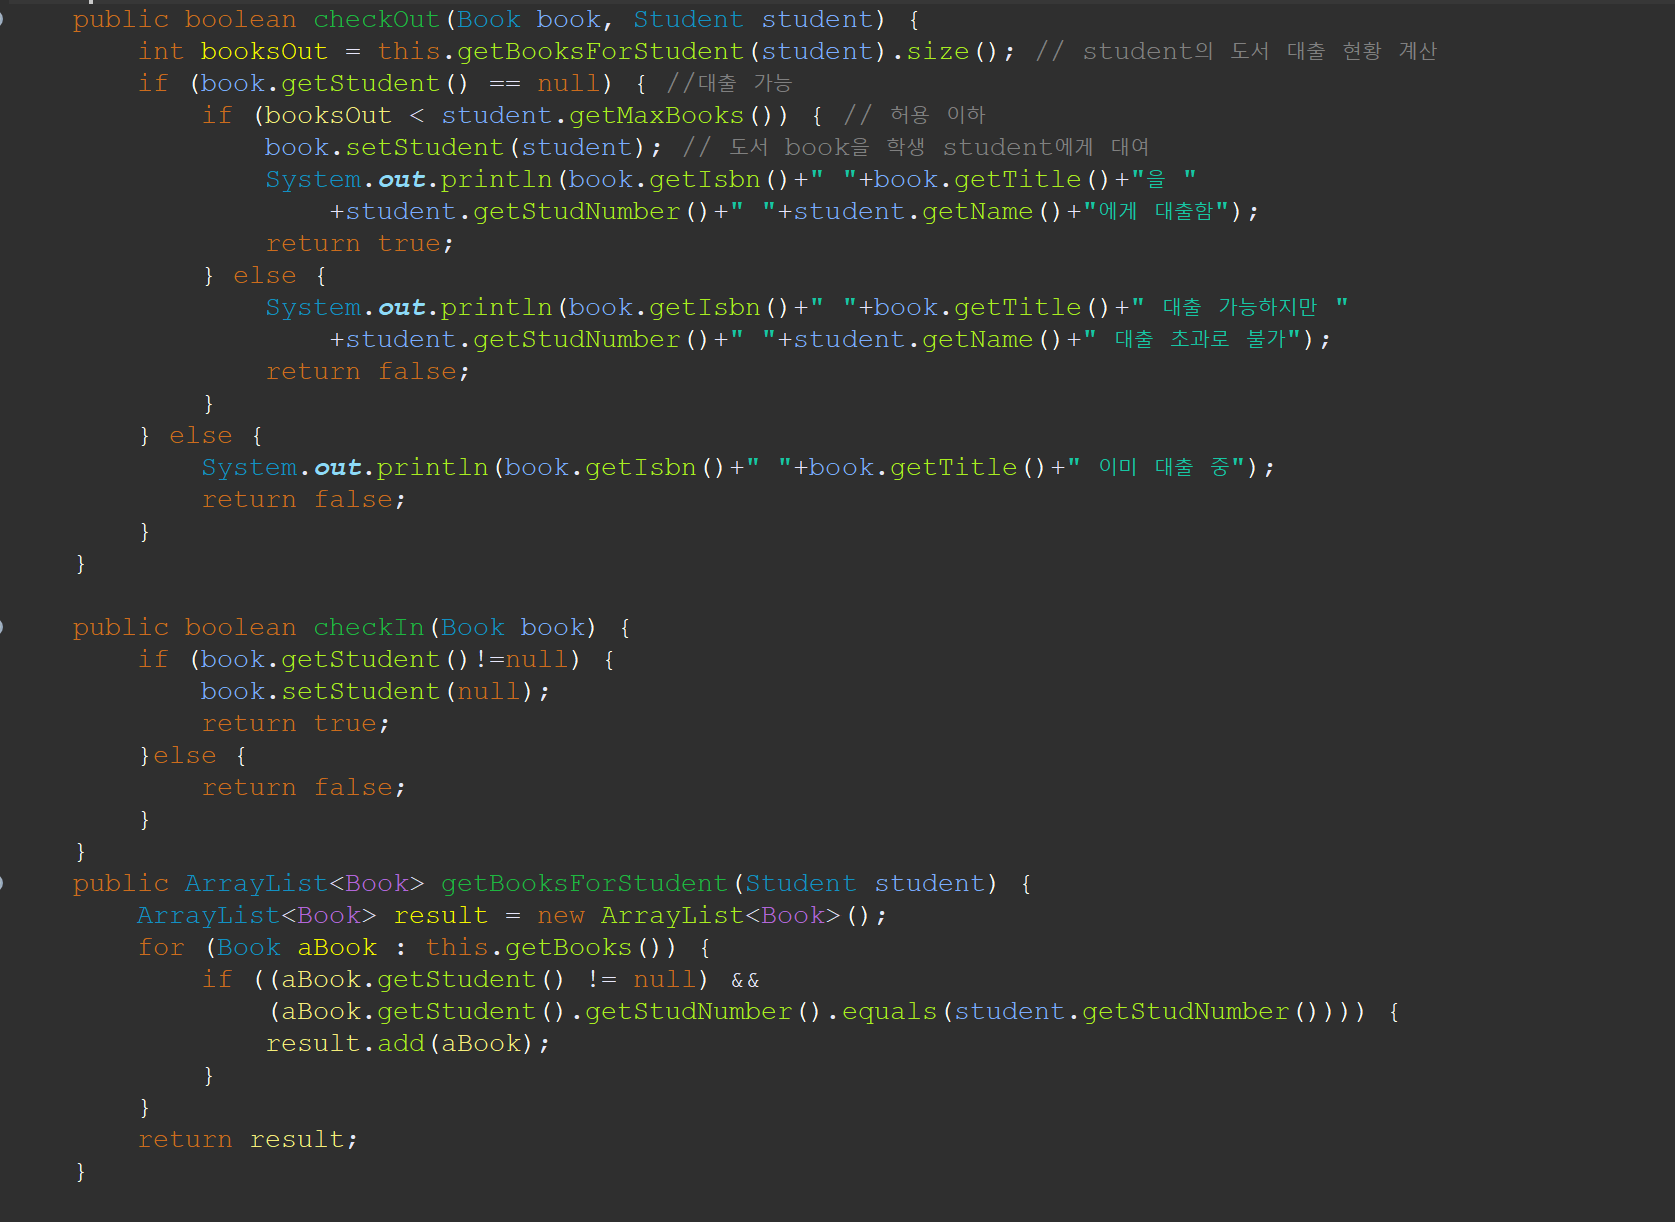 public boolean checkOut(Book book, Student student) {
int booksOut = this.getBooksForStudent(student).size(); // student의 도서 대출 현황 계산
if (book.getStudent() == null) { //대출 가능
if (booksOut < student.getMaxBooks()) { // 허용 이하
book.setStudent(student); // 도서 book을 학생 student에게 대여
System.out.println(book.getIsbn()+" "+book.getTitle()+"을 "
+student.getStudNumber()+" "+student.getName()+"에게 대출함");
return true;
} else {
System.out.println(book.getIsbn()+" "+book.getTitle()+" 대출 가능하지만 "
+student.getStudNumber()+" "+student.getName()+" 대출 초과로 불가");
return false;
}
} else {
System.out.println(book.getIsbn()+" "+book.getTitle()+" 이미 대출 중");
return false;
}
}
public boolean checkIn(Book book) {
if (book.getStudent()!=null) {
book.setStudent(null);
return true;
}else {
return false;
}
}
public ArrayList<Book> getBooksForStudent(Student student) {
ArrayList<Book> result = new ArrayList<Book>();
for (Book aBook : this.getBooks()) {
if ((aBook.getStudent() != null) &&
(aBook.getStudent().getStudNumber().equals(student.getStudNumber()))) {
result.add(aBook);
}
}
return result;
}